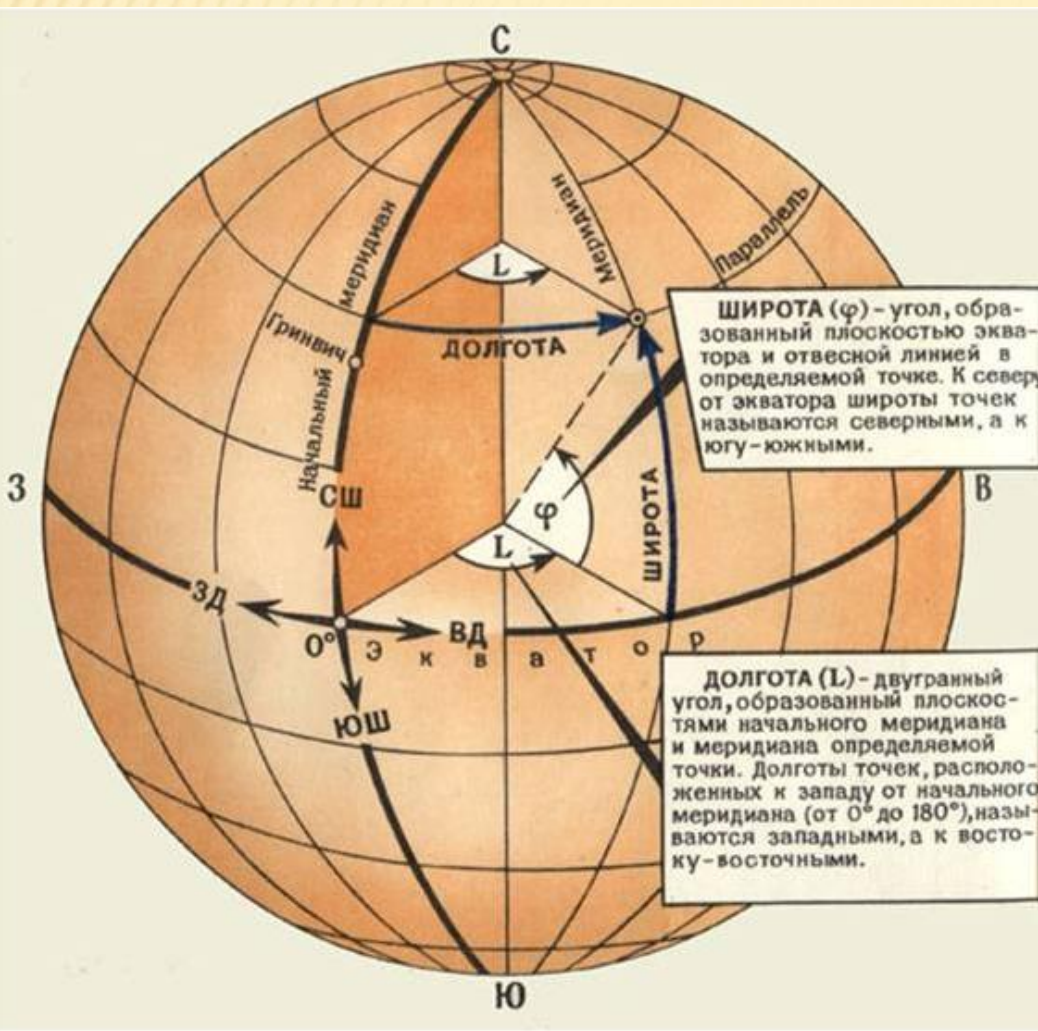 С
Меридиан
меридиан
Параллель
L
Гринвич
ДОЛГОТА
Начальный
ШИРОТА (φ) – угол, обра-
зованный плоскостью эква-
тора и отвесной линией в
определяемой точке. К северу
от экватора широты точек
называются северными, а к
югу – южными.
З
СШ
В
φ
L
ШИРОТА
ЗД
0°
ВД
Экватор
ЮШ
ДОЛГОТА (L) – двугранный
угол, образованный плоскос-
тями начального меридиана
и меридиана определяемой
точки. Долготы точек, располо-
женных к западу от начального
меридиана (от 0° до 180°), назы-
ваются западными, а к восто-
ку – восточными.
Ю